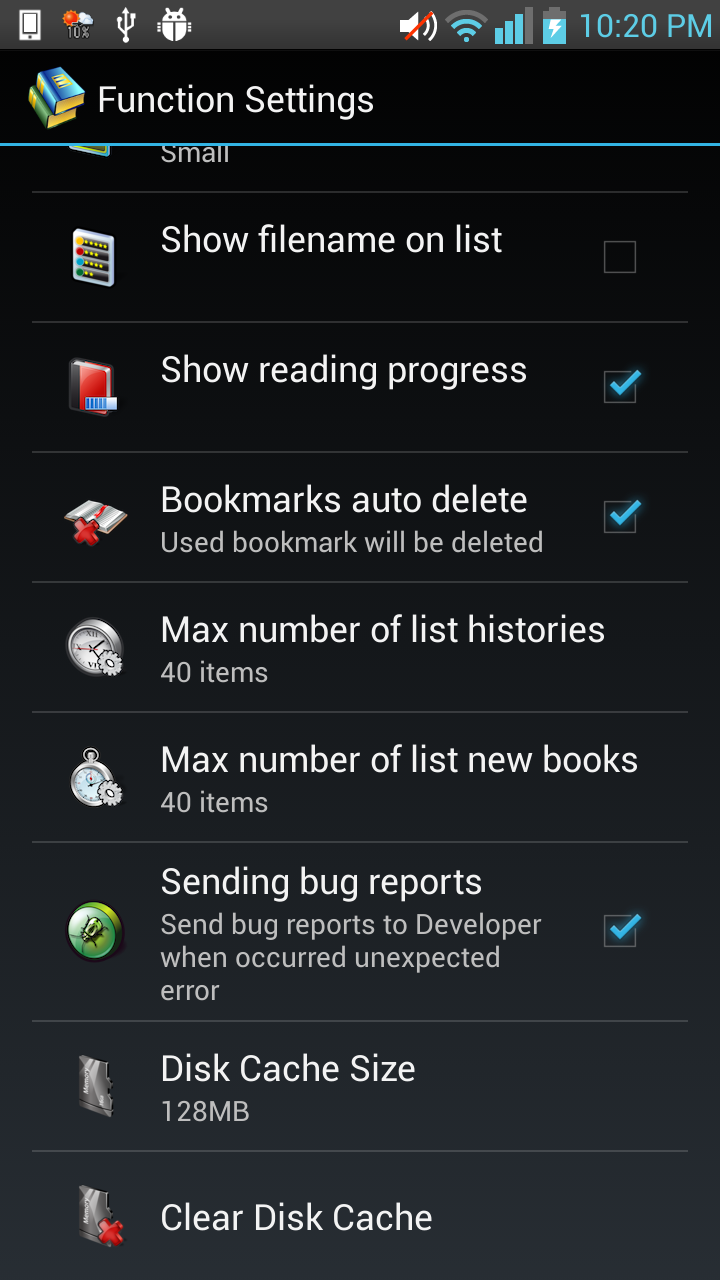 10%
10:20 PM
Function Settings
Small
Show filename on list
Show reading progress
Bookmarks auto delete
Used bookmark will be deleted
Max number of list histories
40 items
Max number of list new books
40 items
Sending bug reports
Send bug reports to Developer
when occurred unexpected
error
Disk Cache Size
128MB
Clear Disk Cache